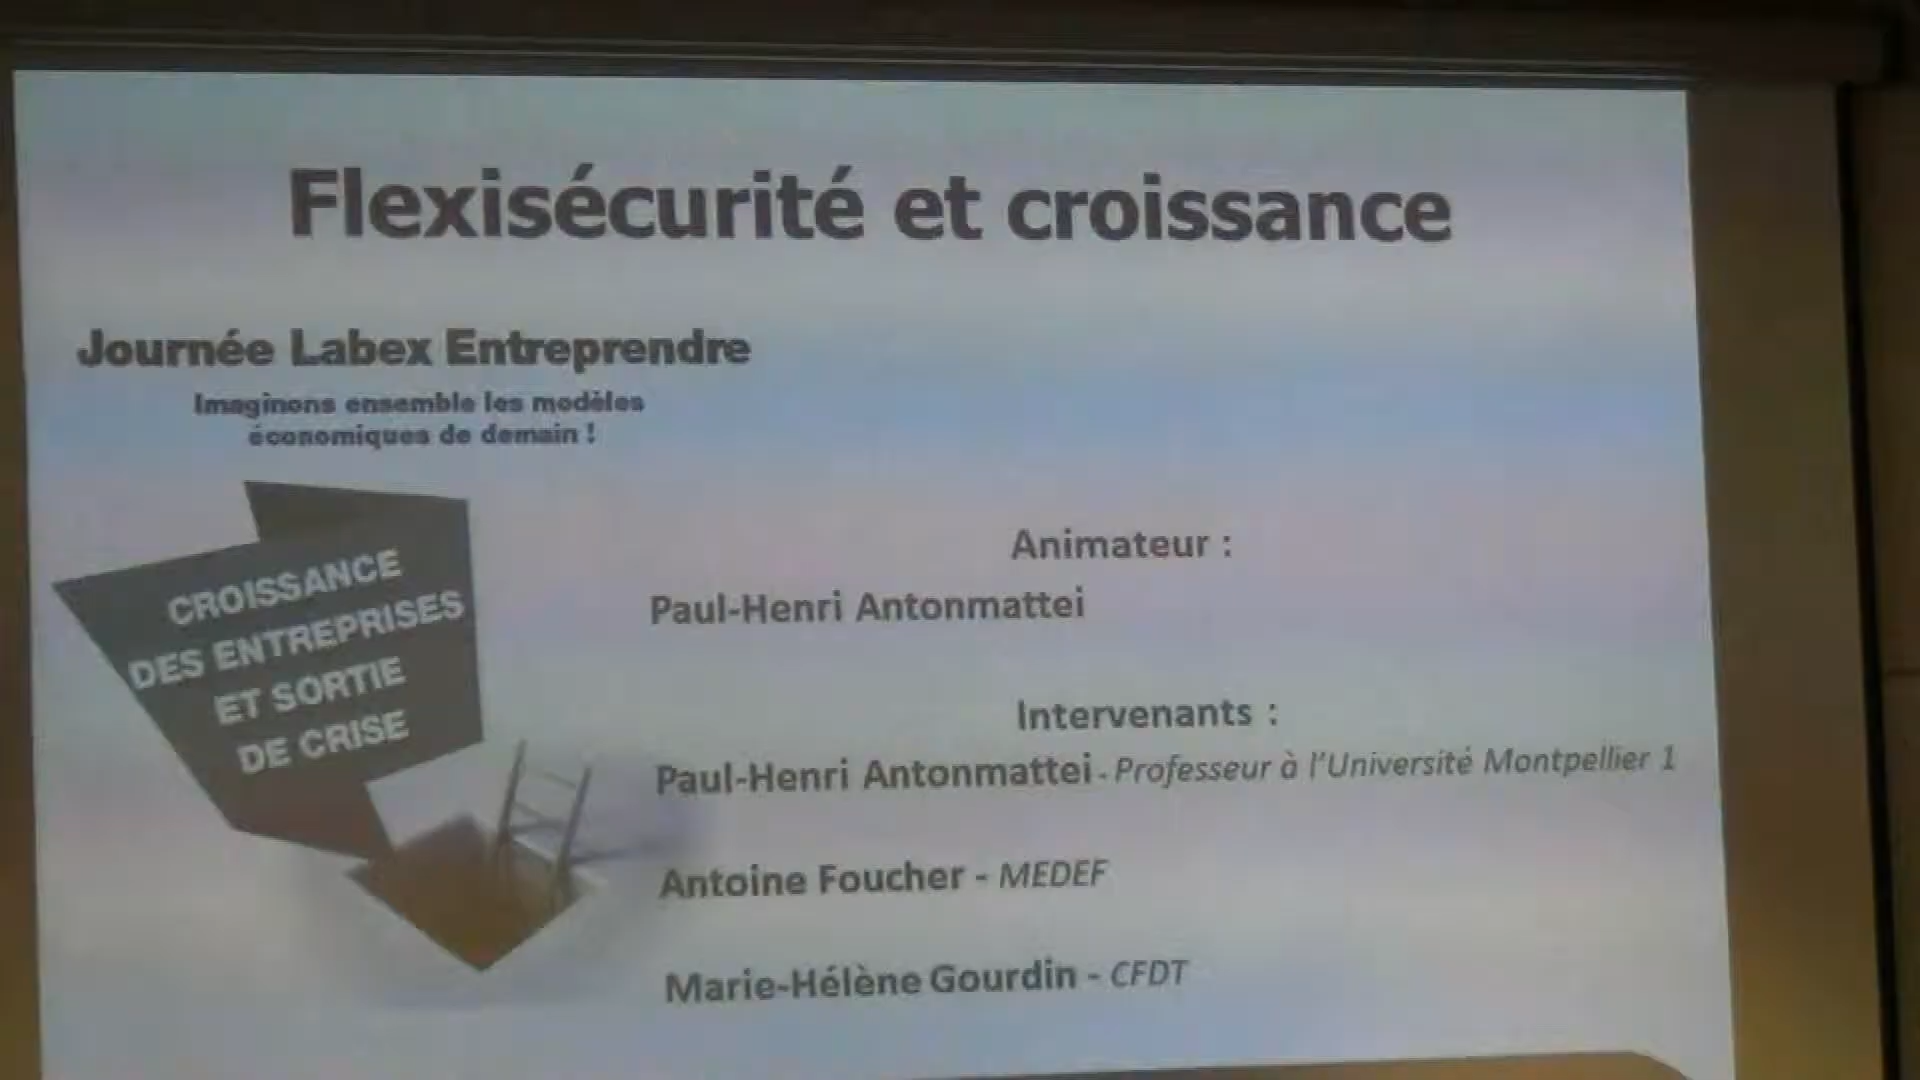 Flexisécurité et croissance
Journée Labex Entreprendre
Imaginons ensemble les modèles
économiques de demain !
CROISSANCE
DES ENTREPRISES
ET SORTIE
DE CRISE
Animateur :
Paul-Henri Antonmattei
Intervenants :
Paul-Henri Antonmattei - Professeur à l'Université Montpellier 1
Antoine Foucher - MEDEF
Marie-Hélène Gourdin - CFDT